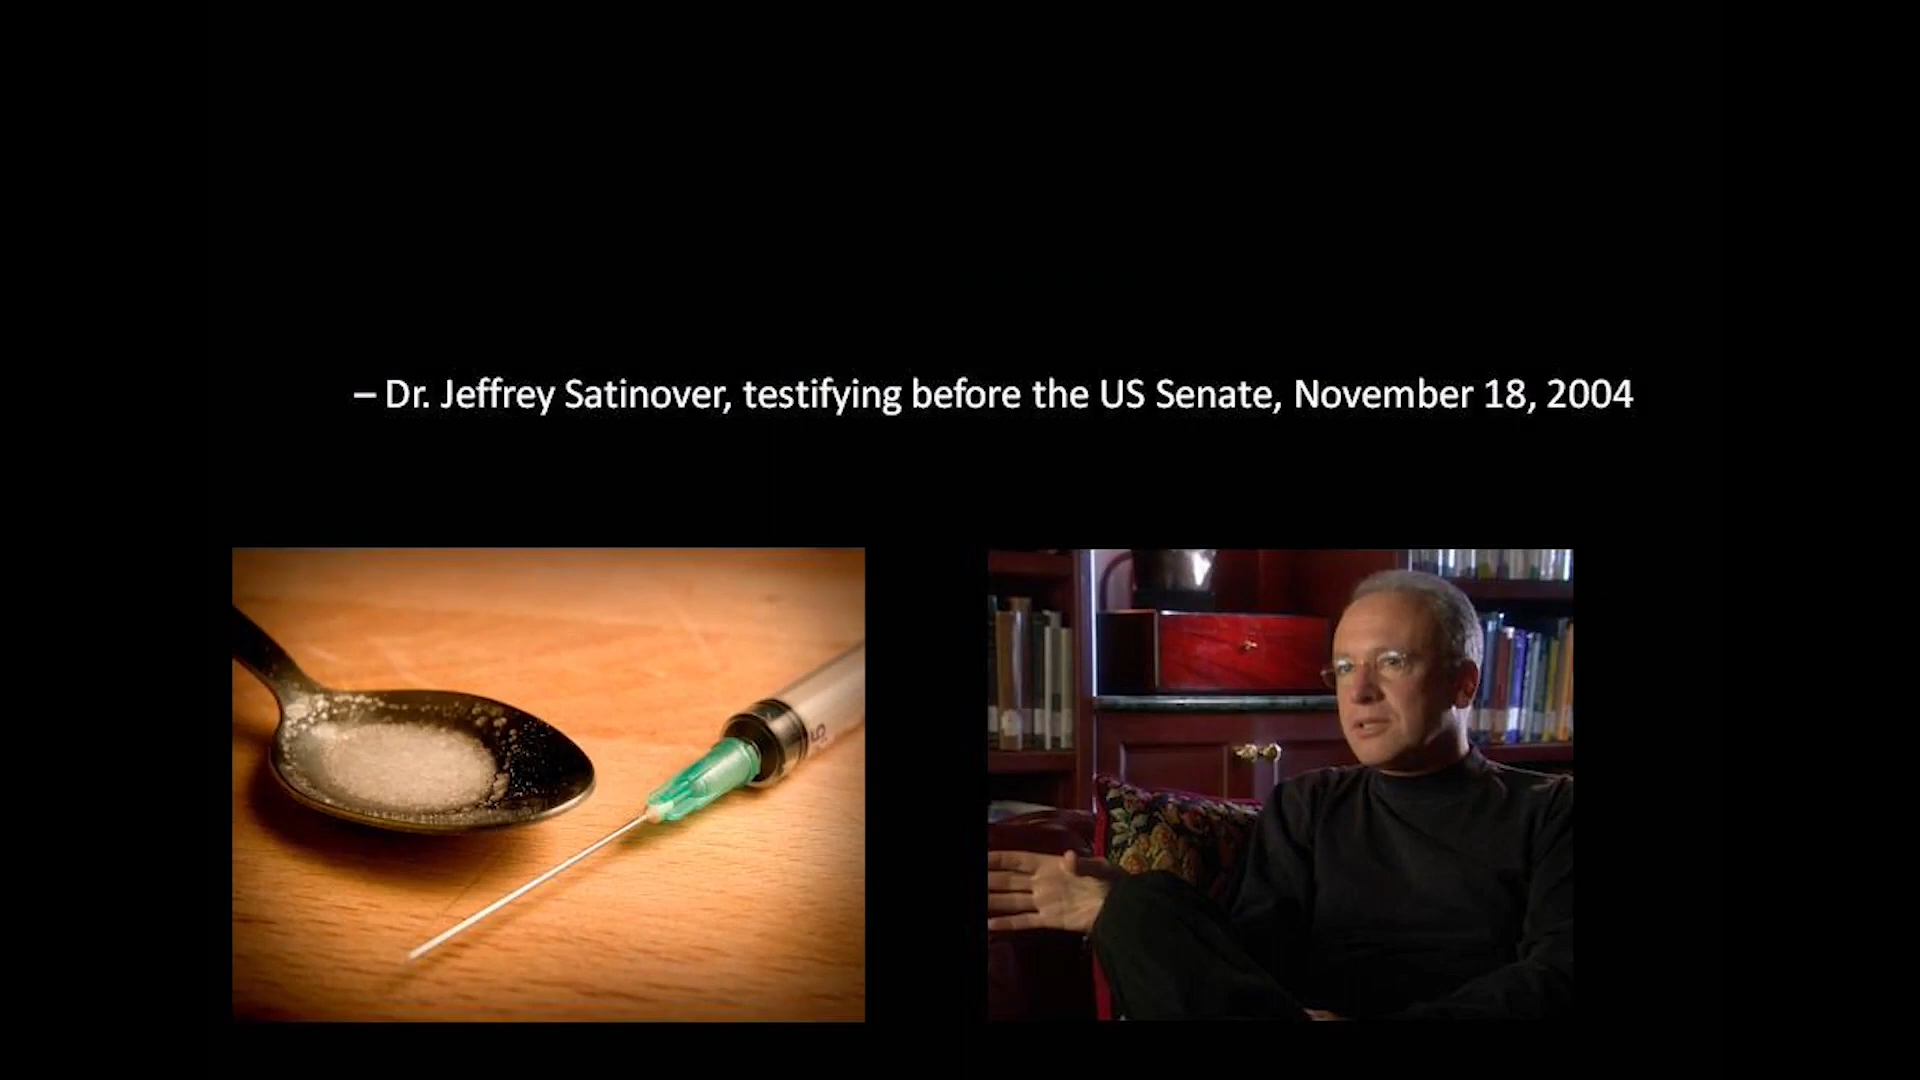 – Dr. Jeffrey Satinover, testifying before the US Senate, November 18, 2004